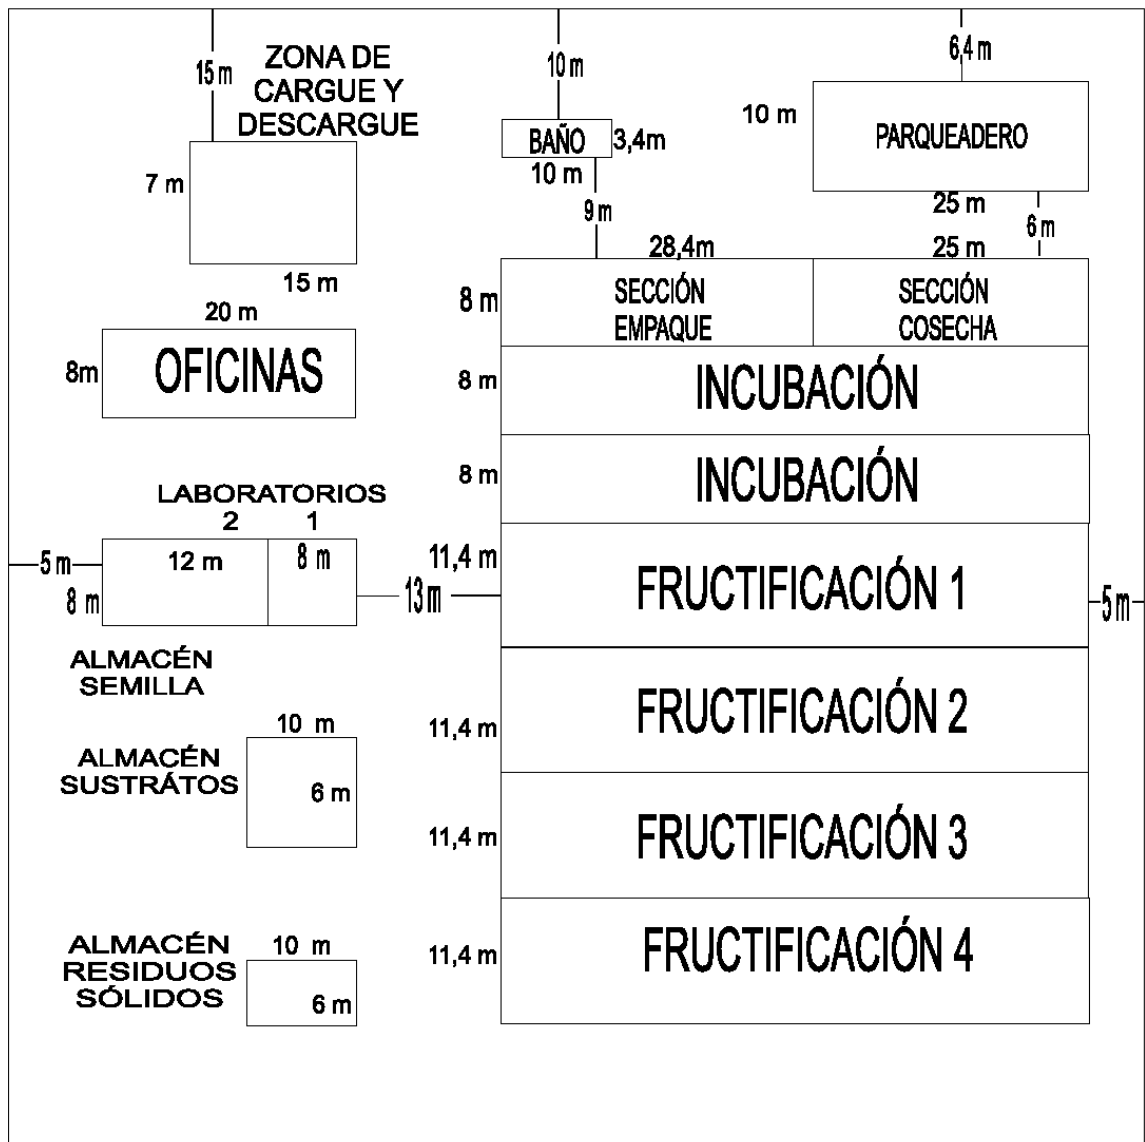 15 m
ZONA DE
CARGUE Y
DESCARGUE
7 m
15 m
10 m
BAÑO
3,4m
10 m
9 m
6,4 m
10 m
PARQUEADERO
25 m
6 m
20 m
8m
OFICINAS
28,4m
25 m
8 m
SECCIÓN
EMPAQUE
SECCIÓN
COSECHA
8 m
INCUBACIÓN
8 m
INCUBACIÓN
LABORATORIOS
2 1
5 m
12 m
8 m
8 m
13 m
11,4 m
FRUCTIFICACIÓN 1
5 m
ALMACÉN
SEMILLA
11,4 m
FRUCTIFICACIÓN 2
10 m
ALMACÉN
SUSTRÁTOS
6 m
11,4 m
FRUCTIFICACIÓN 3
ALMACÉN
RESIDUOS
SÓLIDOS
10 m
6 m
11,4 m
FRUCTIFICACIÓN 4